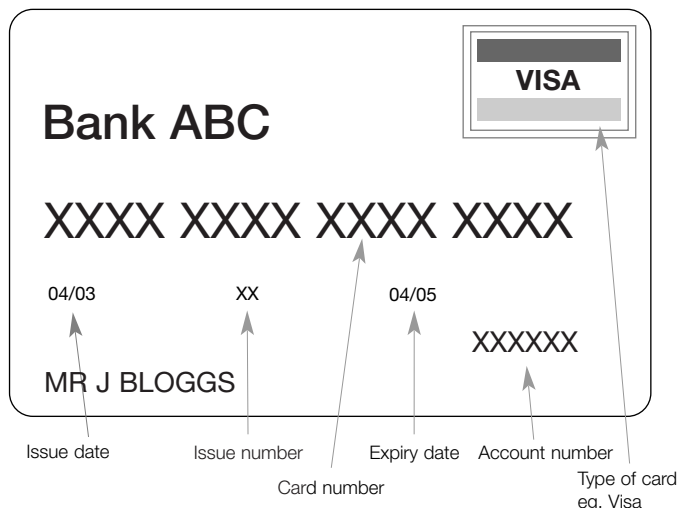 VISA
Bank ABC
XXXX XXXX XXXX XXXX
04/03 XX 04/05
XXXXXX
MR J BLOGGS
Issue date Issue number Expiry date Account number
Card number
Type of card
eg. Visa